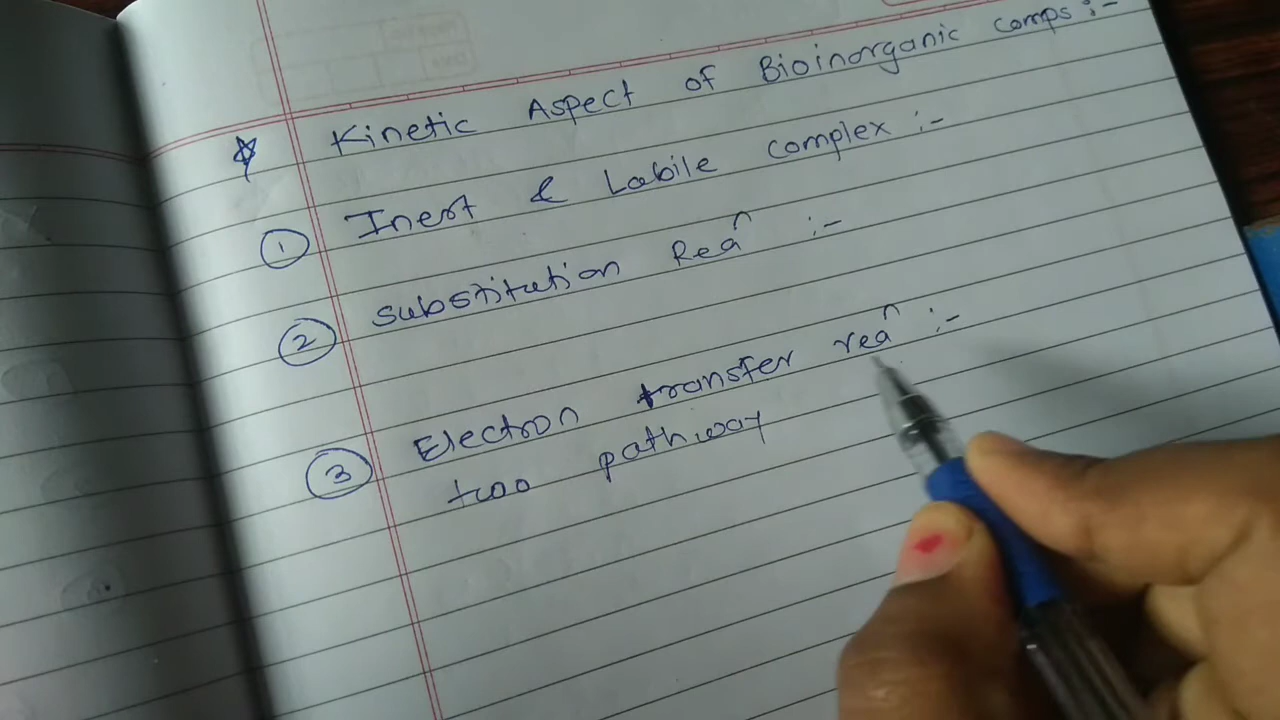 ☆ Kinetic Aspect of Bioinorganic comps :-
① Inert & Labile complex :-
② substitution Reaⁿ :-
③ Electron transfer reaⁿ :-
two pathway